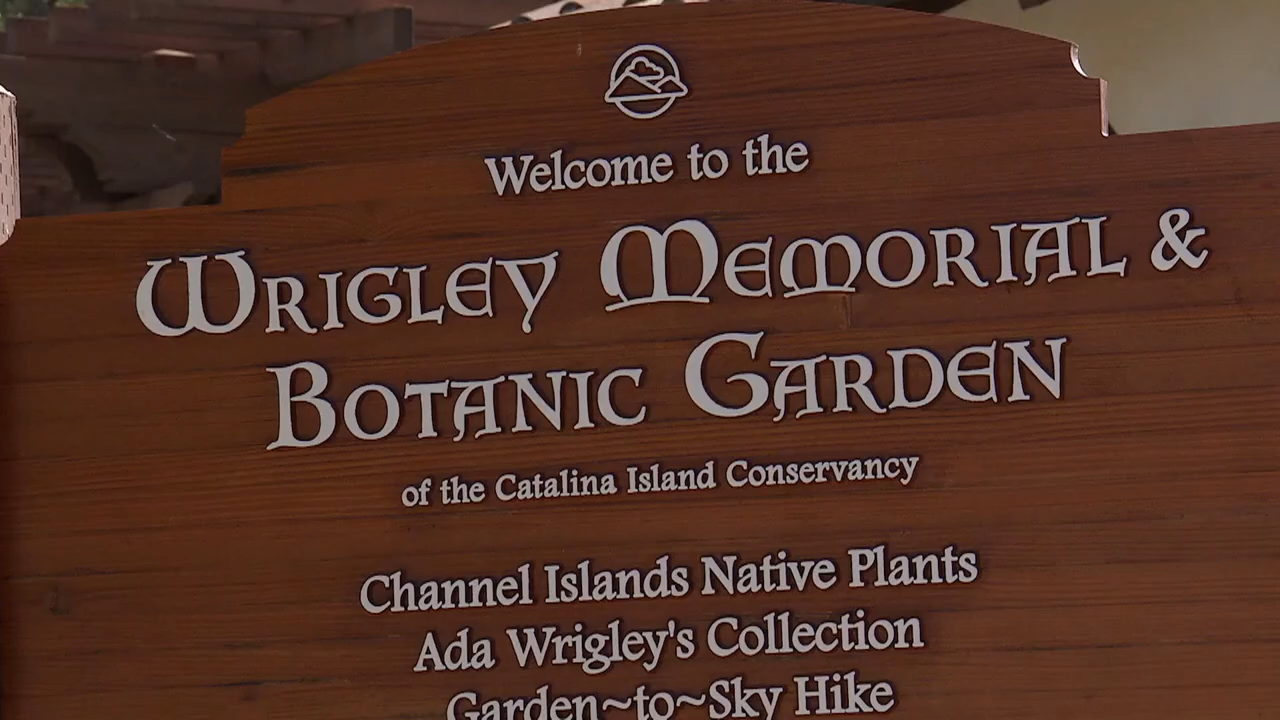 Welcome to the
Wrigley Memorial &
Botanic Garden
of the Catalina Island Conservancy
Channel Islands Native Plants
Ada Wrigley's Collection
Garden~to~Sky Hike